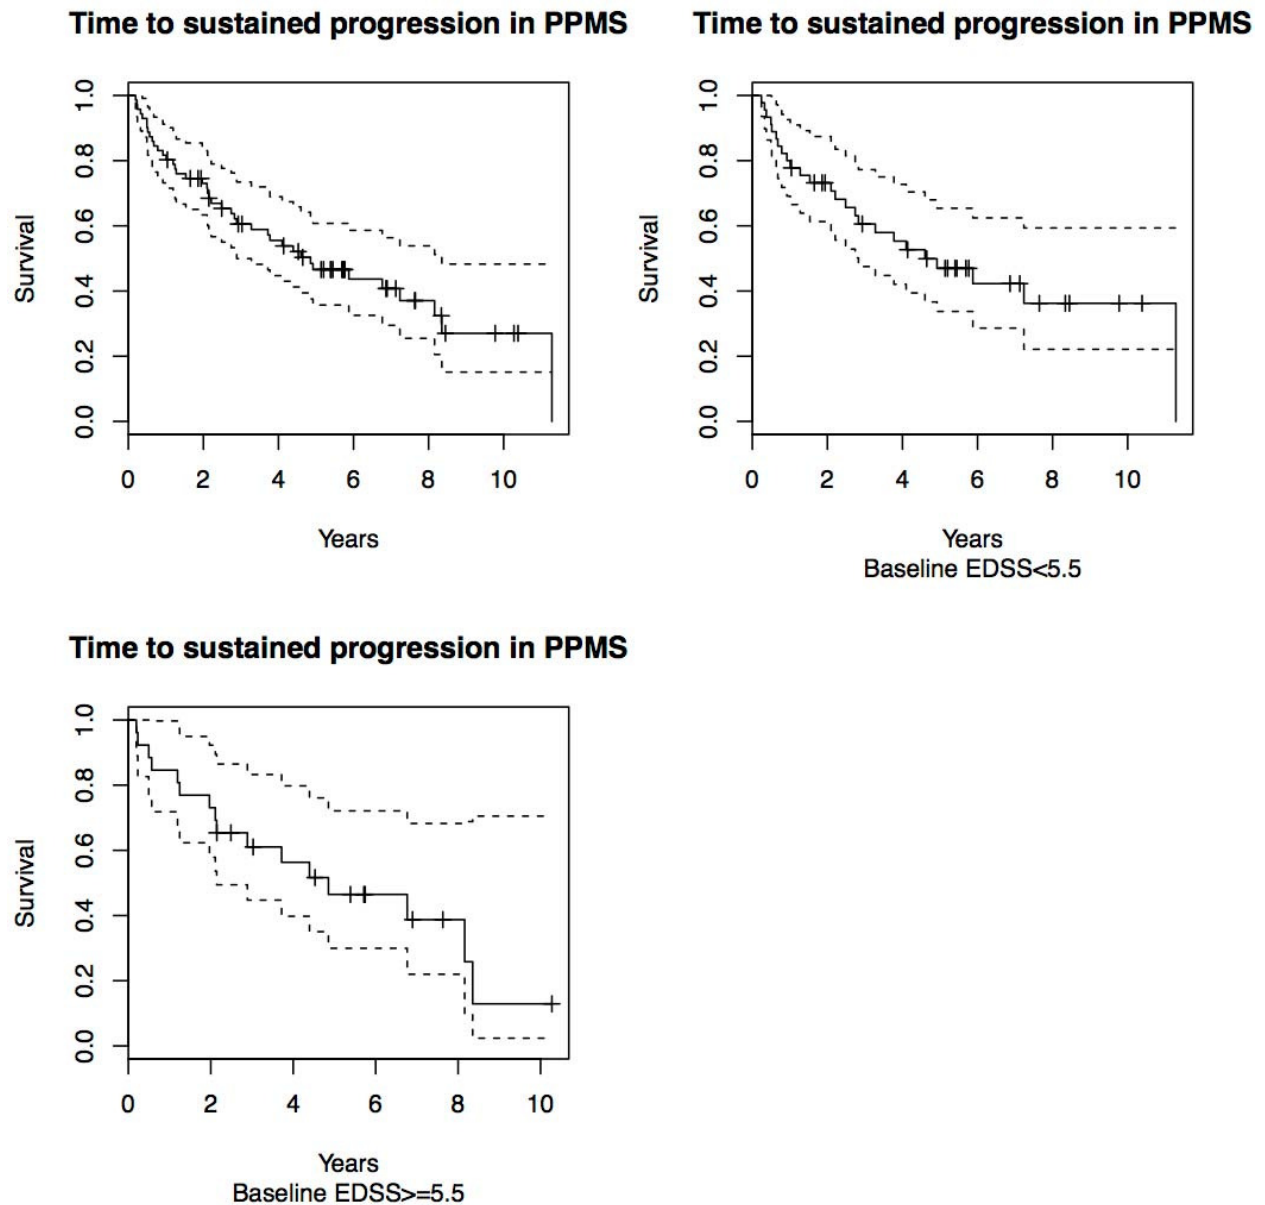 Time to sustained progression in PPMS
Survival
0.0 0.2 0.4 0.6 0.8 1.0
0 2 4 6 8 10
Years
Time to sustained progression in PPMS
Survival
0.0 0.2 0.4 0.6 0.8 1.0
0 2 4 6 8 10
Years
Baseline EDSS<5.5
Time to sustained progression in PPMS
Survival
0.0 0.2 0.4 0.6 0.8 1.0
0 2 4 6 8 10
Years
Baseline EDSS>=5.5